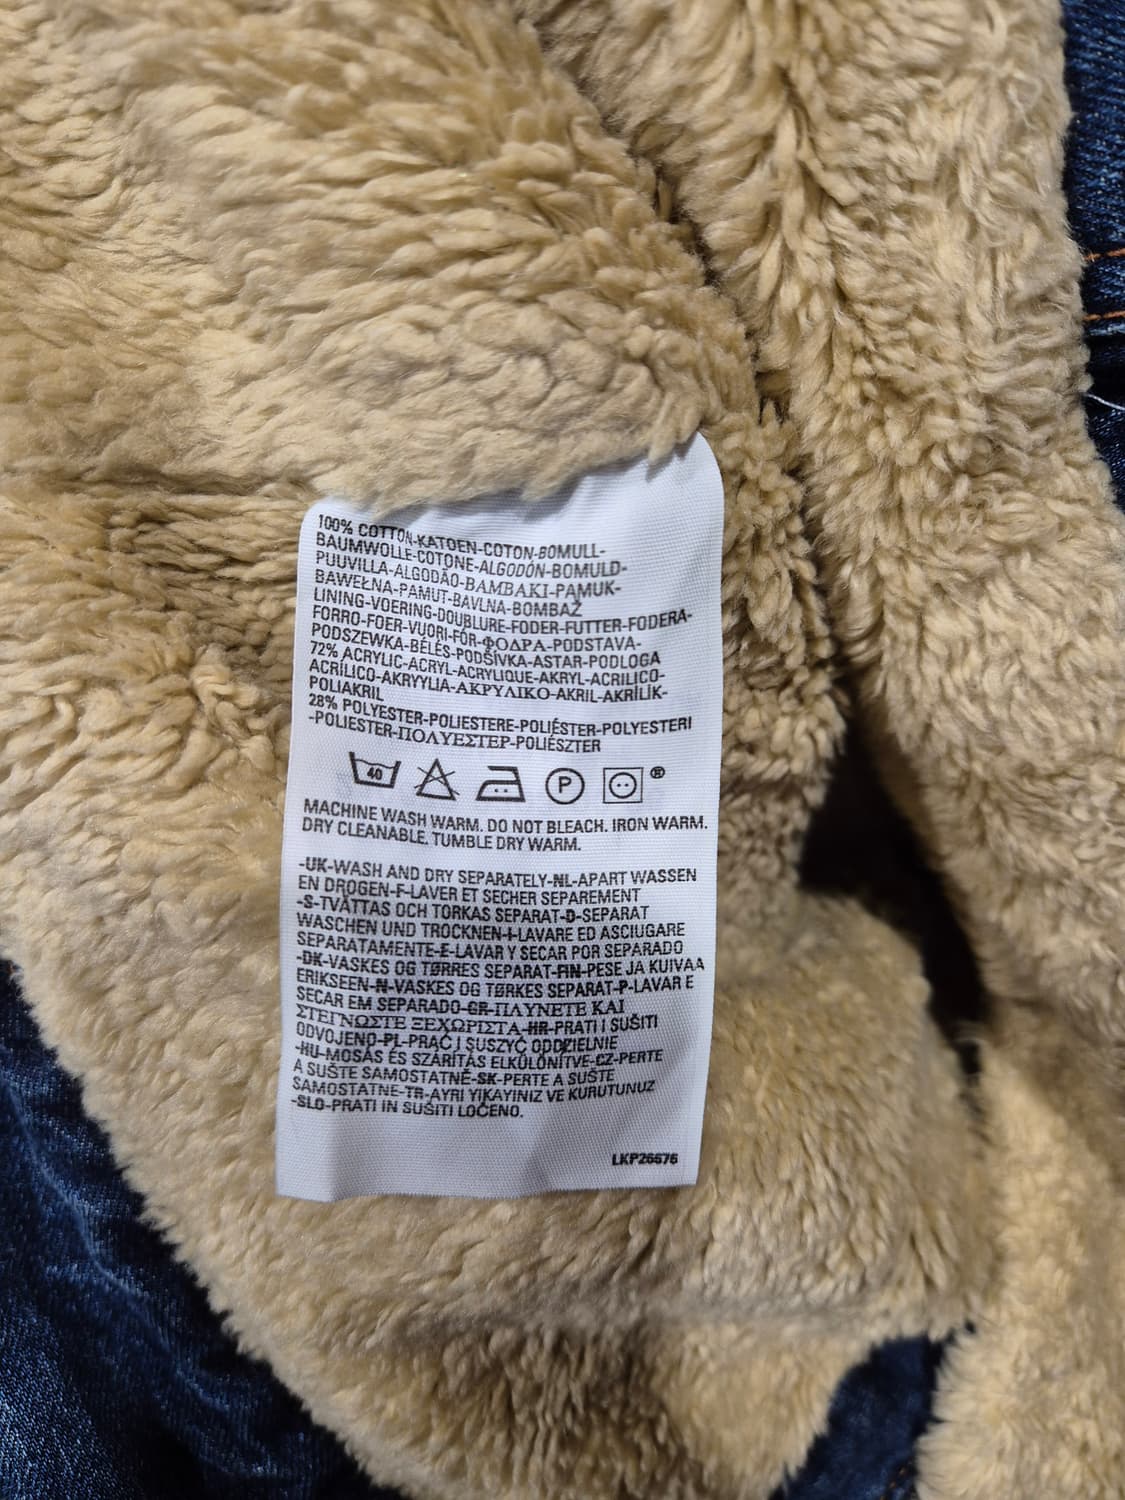 100% COTTON-KATOEN-COTON-BOMULL-
BAUMWOLLE-COTONE-ALGODÓN-BOMULD-
PUUVILLA-ALGODÃO-ΒΑΜΒΑΚΙ-PAMUK-
BAWEŁNA-PAMUT-BAVLNA-BOMBAŽ
LINING-VOERING-DOUBLURE-FODER-FUTTER-FODERA-
FORRO-FOER-VUORI-FÔR-ΦΟΔΡΑ-PODSTAVA-
PODSZEWKA-BÉLÉS-PODŠÍVKA-ASTAR-PODLOGA
72% ACRYLIC-ACRYL-ACRYLIQUE-AKRYL-ACRILICO-
ACRÍLICO-AKRYYLIA-ΑΚΡΥΛΙΚΟ-AKRIL-AKRİLİK-
POLIAKRIL
28% POLYESTER-POLIESTERE-POLIÉSTER-POLYESTERI
-POLIESTER-ΠΟΛΥΕΣΤΕΡ-POLIÉSZTER
40 P ®
MACHINE WASH WARM. DO NOT BLEACH. IRON WARM.
DRY CLEANABLE. TUMBLE DRY WARM.
-UK-WASH AND DRY SEPARATELY-NL-APART WASSEN
EN DROGEN-F-LAVER ET SECHER SEPAREMENT
-S-TVÄTTAS OCH TORKAS SEPARAT-D-SEPARAT
WASCHEN UND TROCKNEN-I-LAVARE ED ASCIUGARE
SEPARATAMENTE-E-LAVAR Y SECAR POR SEPARADO
-DK-VASKES OG TØRRES SEPARAT-FIN-PESE JA KUIVAA
ERIKSEEN-N-VASKES OG TØRKES SEPARAT-P-LAVAR E
SECAR EM SEPARADO-GR-ΠΛΥΝΕΤΕ ΚΑΙ
ΣΤΕΓΝΩΣΤΕ ΞΕΧΩΡΙΣΤΑ-HR-PRATI I SUŠITI
ODVOJENO-PL-PRAĆ I SUSZYĆ ODDZIELNIE
-HU-MOSÁS ÉS SZÁRÍTÁS ELKÜLÖNÍTVE-CZ-PERTE
A SUŠTE SAMOSTATNĚ-SK-PERTE A SUŠTE
SAMOSTATNE-TR-AYRI YIKAYINIZ VE KURUTUNUZ
-SLO-PRATI IN SUŠITI LOČENO.
LKP26676